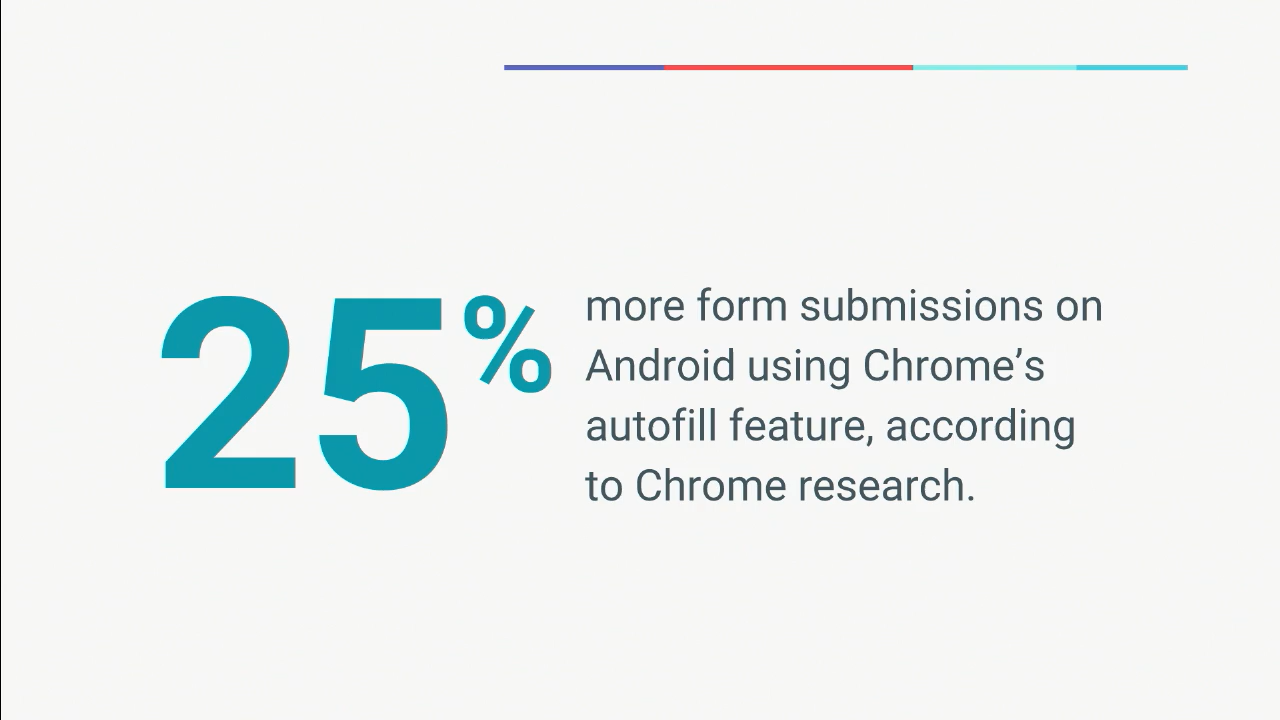 25%
more form submissions on
Android using Chrome’s
autofill feature, according
to Chrome research.